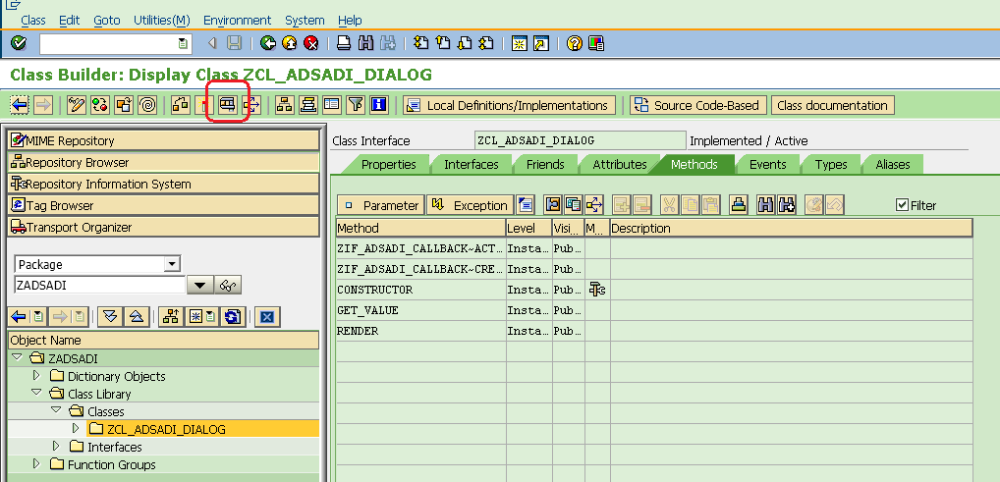 Class Edit Goto Utilities(M) Environment System Help
Class Builder: Display Class ZCL_ADSADI_DIALOG
Local Definitions/Implementations Source Code-Based Class documentation
MIME Repository
Repository Browser
Repository Information System
Tag Browser
Transport Organizer
Package
ZADSADI
Object Name
ZADSADI
Dictionary Objects
Class Library
Classes
ZCL_ADSADI_DIALOG
Interfaces
Function Groups
Class Interface ZCL_ADSADI_DIALOG Implemented / Active
Properties Interfaces Friends Attributes Methods Events Types Aliases
Parameter Exception Filter
Method Level Visi... M... Description
ZIF_ADSADI_CALLBACK~ACT... Insta... Pub...
ZIF_ADSADI_CALLBACK~CRE... Insta... Pub...
CONSTRUCTOR Insta... Pub...
GET_VALUE Insta... Pub...
RENDER Insta... Pub...